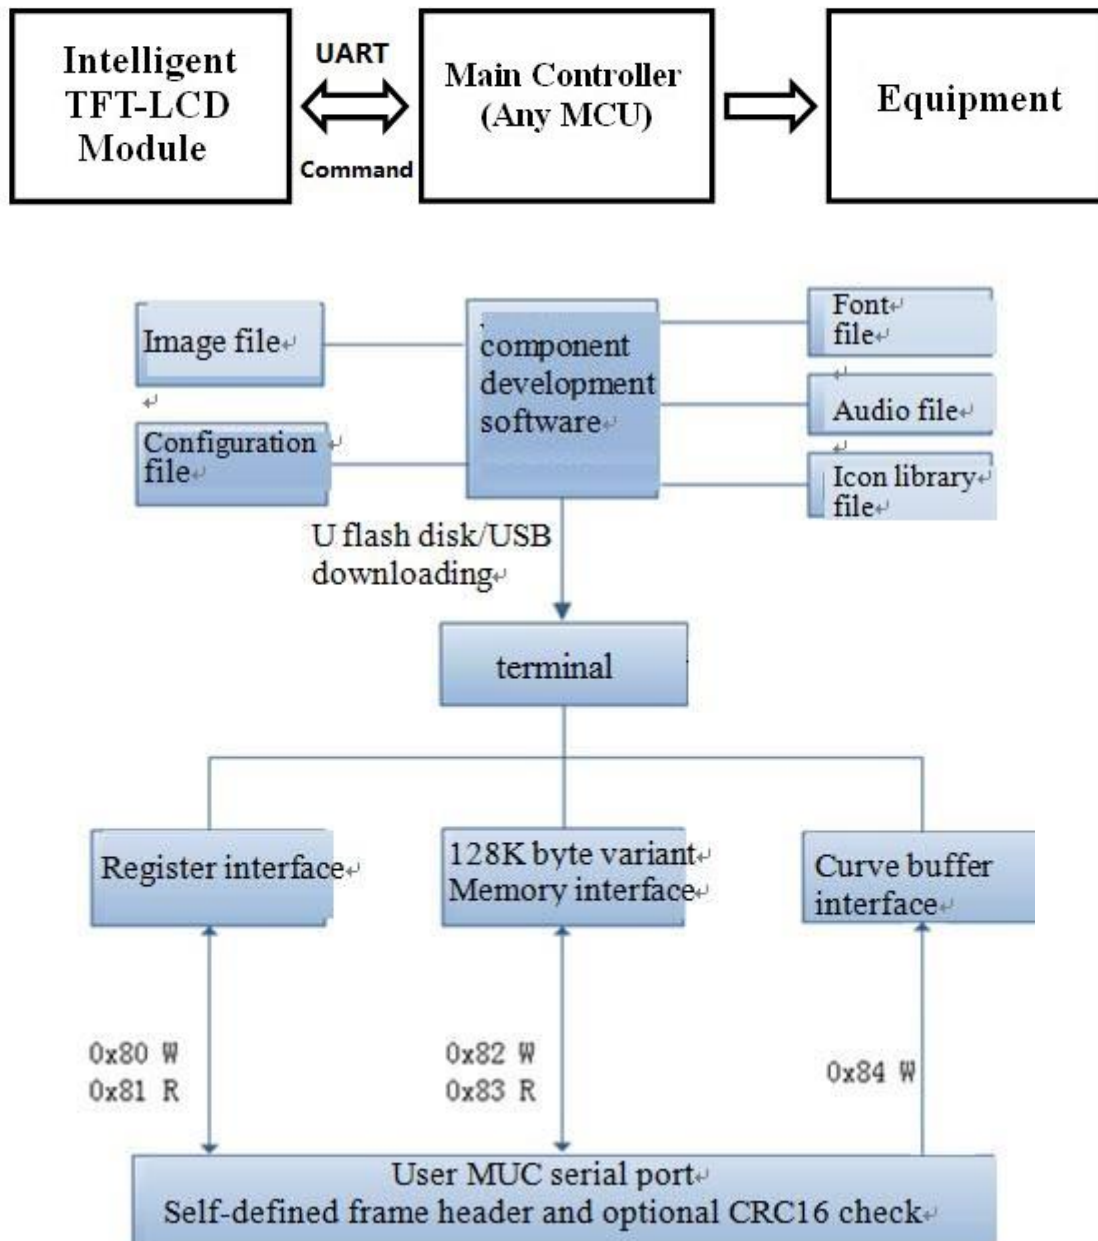 Intelligent
TFT-LCD
Module
UART
Command
Main Controller
(Any MCU)
Equipment
Image file↵
↵
Configuration ↵
file↵
component
development
software↵
Font↵
file↵
↵
Audio file↵
↵
Icon library↵
file↵
U flash disk/USB
downloading↵
terminal
Register interface↵
128K byte variant↵
Memory interface↵
Curve buffer
interface↵
0x80 W
0x81 R
0x82 W
0x83 R
0x84 W
User MUC serial port↵
Self-defined frame header and optional CRC16 check↵